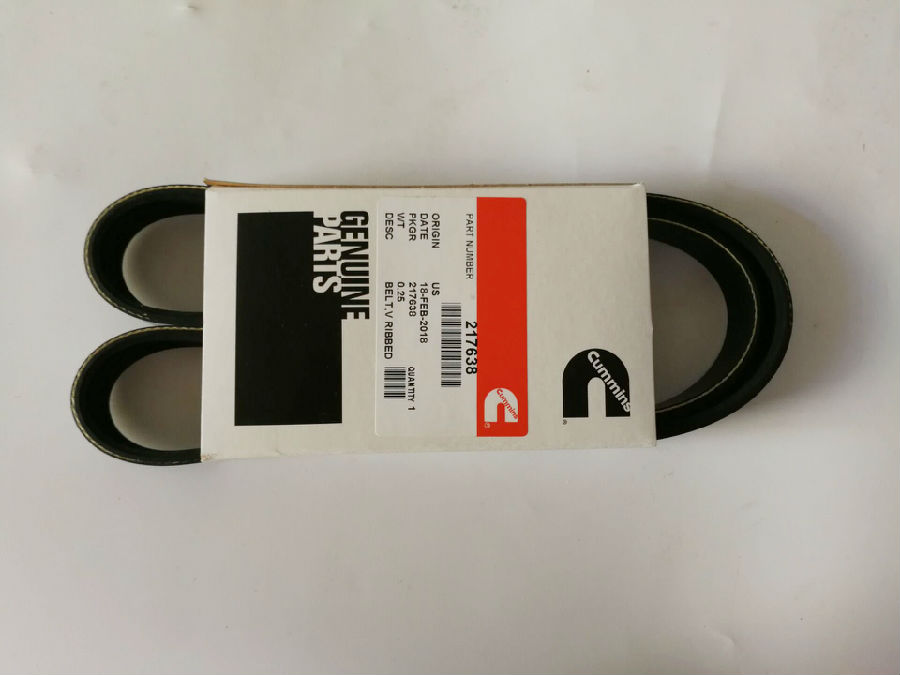 cummins
®
PART NUMBER
217638
cummins
®
ORIGIN US
DATE 18-FEB-2018
PKGR 217638
WT 0.25
DESC BELT,V RIBBED
QUANTITY 1
GENUINE
PARTS